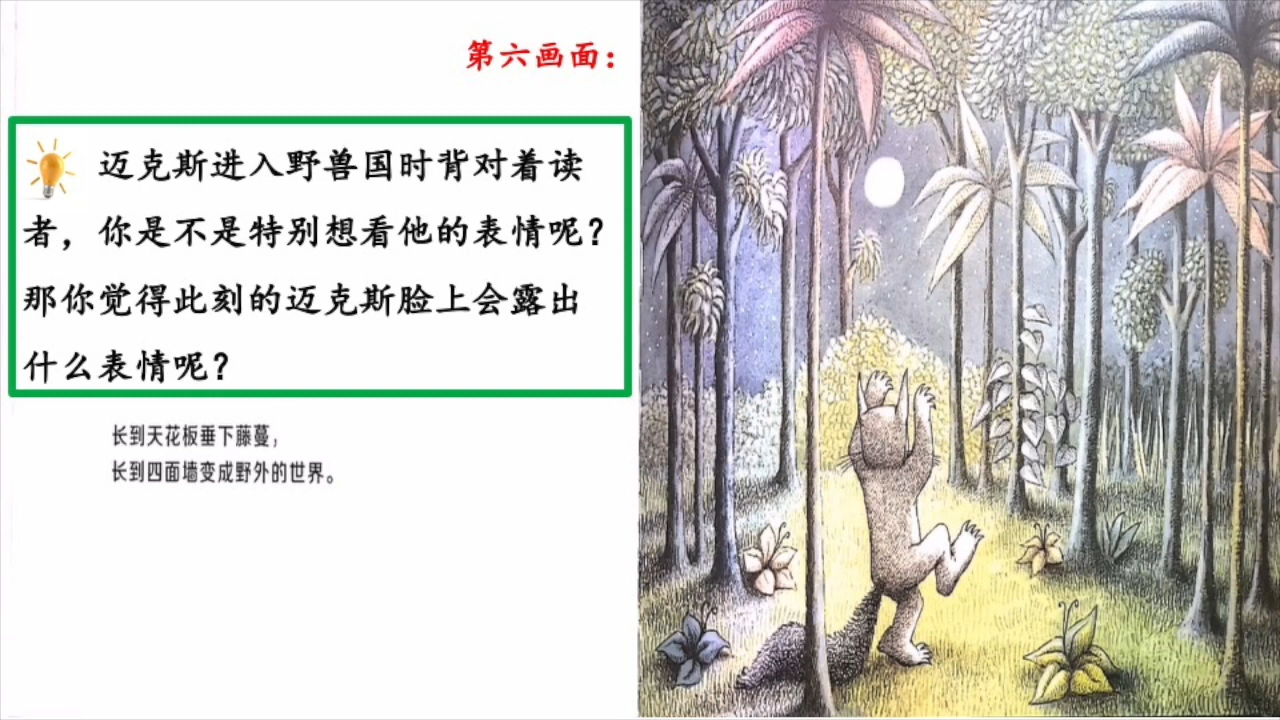 第六画面：
迈克斯进入野兽国时背对着读
者，你是不是特别想看他的表情呢？
那你觉得此刻的迈克斯脸上会露出
什么表情呢？
长到天花板垂下藤蔓，
长到四面墙变成野外的世界。